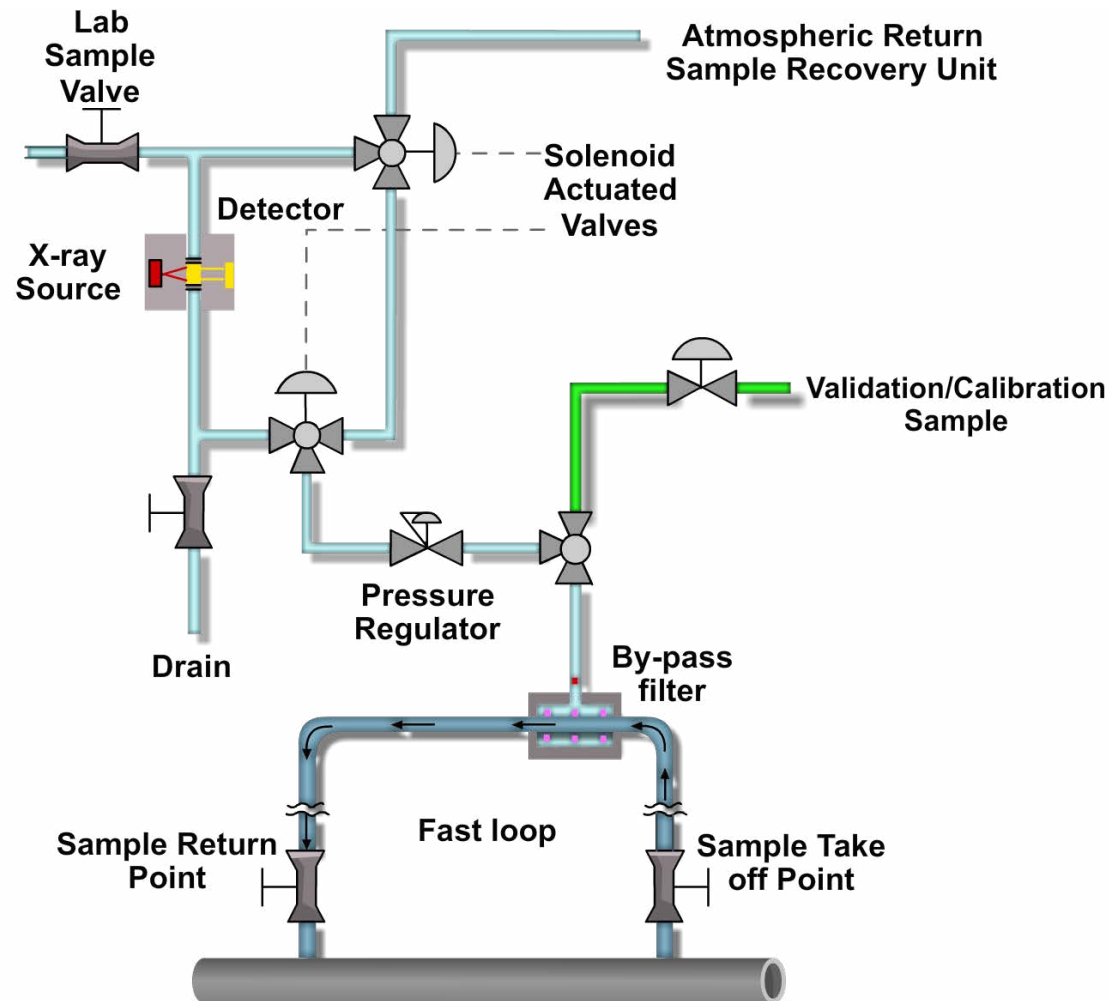 Lab
Sample
Valve
Atmospheric Return
Sample Recovery Unit
Solenoid
Actuated
Valves
Detector
X-ray
Source
Validation/Calibration
Sample
Pressure
Regulator
Drain
By-pass
filter
Fast loop
Sample Return
Point
Sample Take
off Point